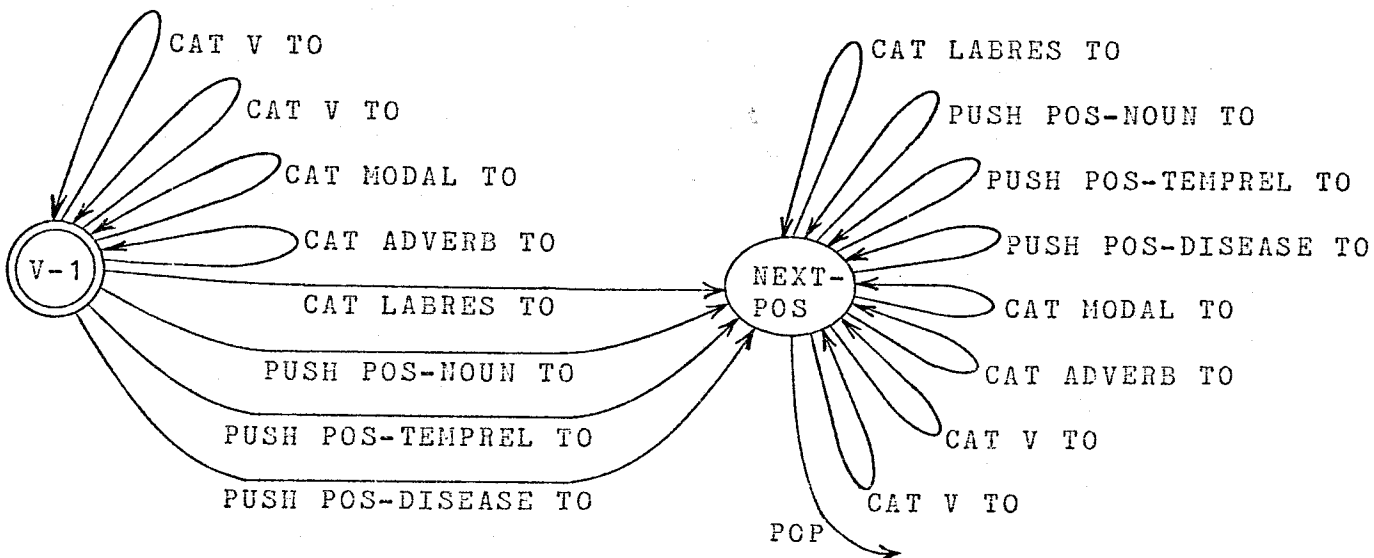 CAT V TO
CAT V TO
CAT MODAL TO
CAT ADVERB TO
V-1
CAT LABRES TO
PUSH POS-NOUN TO
PUSH POS-TEMPREL TO
PUSH POS-DISEASE TO
CAT LABRES TO
PUSH POS-NOUN TO
PUSH POS-TEMPREL TO
PUSH POS-DISEASE TO
NEXT-
POS
CAT MODAL TO
CAT ADVERB TO
CAT V TO
CAT V TO
POP